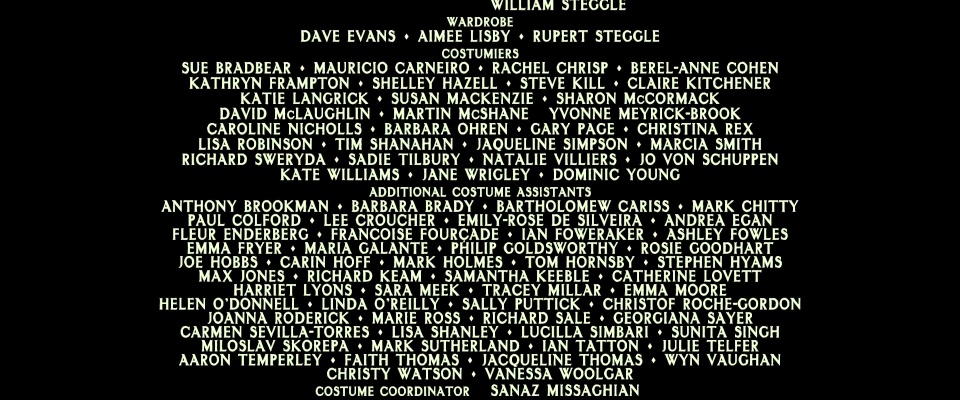 WILLIAM STEGGLE
WARDROBE
DAVE EVANS • AIMEE LISBY • RUPERT STEGGLE
COSTUMIERS
SUE BRADBEAR • MAURICIO CARNEIRO • RACHEL CHRISP • BEREL-ANNE COHEN
KATHRYN FRAMPTON • SHELLEY HAZELL • STEVE KILL • CLAIRE KITCHENER
KATIE LANGRICK • SUSAN MACKENZIE • SHARON McCORMACK
DAVID McLAUGHLIN • MARTIN McSHANE YVONNE MEYRICK-BROOK
CAROLINE NICHOLLS • BARBARA OHREN • GARY PAGE • CHRISTINA REX
LISA ROBINSON • TIM SHANAHAN • JAQUELINE SIMPSON • MARCIA SMITH
RICHARD SWERYDA • SADIE TILBURY • NATALIE VILLIERS • JO VON SCHUPPEN
KATE WILLIAMS • JANE WRIGLEY • DOMINIC YOUNG
ADDITIONAL COSTUME ASSISTANTS
ANTHONY BROOKMAN • BARBARA BRADY • BARTHOLOMEW CARISS • MARK CHITTY
PAUL COLFORD • LEE CROUCHER • EMILY-ROSE DE SILVEIRA • ANDREA EGAN
FLEUR ENDERBERG • FRANCOISE FOURÇADE • IAN FOWERAKER • ASHLEY FOWLES
EMMA FRYER • MARIA GALANTE • PHILIP GOLDSWORTHY • ROSIE GOODHART
JOE HOBBS • CARIN HOFF • MARK HOLMES • TOM HORNSBY • STEPHEN HYAMS
MAX JONES • RICHARD KEAM • SAMANTHA KEEBLE • CATHERINE LOVETT
HARRIET LYONS • SARA MEEK • TRACEY MILLAR • EMMA MOORE
HELEN O'DONNELL • LINDA O'REILLY • SALLY PUTTICK • CHRISTOF ROCHE-GORDON
JOANNA RODERICK • MARIE ROSS • RICHARD SALE • GEORGIANA SAYER
CARMEN SEVILLA-TORRES • LISA SHANLEY • LUCILLA SIMBARI • SUNITA SINGH
MILOSLAV SKOREPA • MARK SUTHERLAND • IAN TATTON • JULIE TELFER
AARON TEMPERLEY • FAITH THOMAS • JACQUELINE THOMAS • WYN VAUGHAN
CHRISTY WATSON • VANESSA WOOLGAR
COSTUME COORDINATOR SANAZ MISSAGHIAN